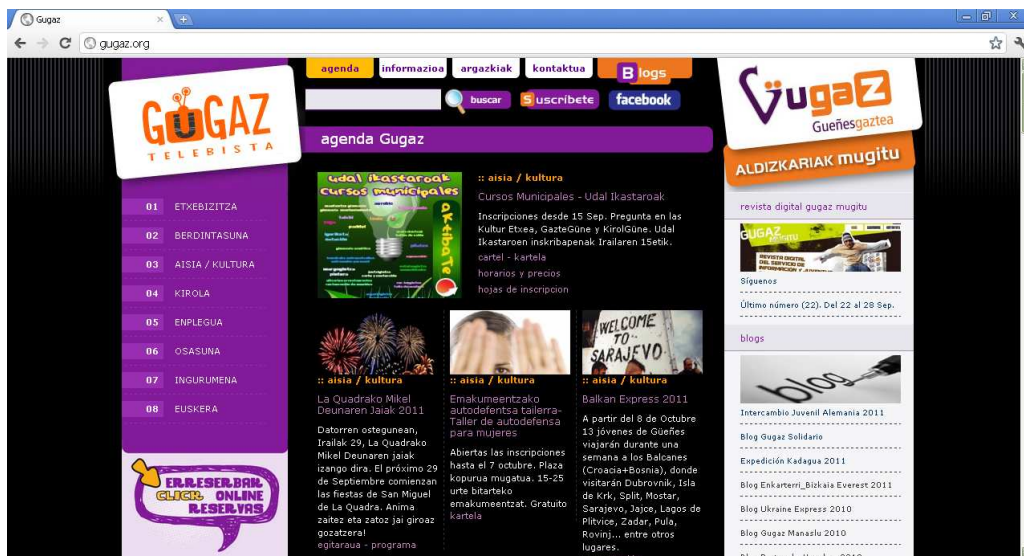 Gugaz
gugaz.org
GUGAZ
TELEBISTA
agenda
informazioa
argazkiak
kontaktua
Blogs
buscar
Suscríbete
facebook
Gugaz
Gueñesgaztea
ALDIZKARIAK mugitu
01 ETXEBIZITZA
02 BERDINTASUNA
03 AISIA / KULTURA
04 KIROLA
05 ENPLEGUA
06 OSASUNA
07 INGURUMENA
08 EUSKERA
ERRESERBAK
CLICK ONLINE
RESERVAS
agenda Gugaz
udal ikastaroak
cursos municipales
aktibate
:: aisia / kultura
Cursos Municipales - Udal Ikastaroak
Inscripciones desde 15 Sep. Pregunta en las
Kultur Etxea, GazteGüne y KirolGüne. Udal
Ikastaroen inskribapenak Irailaren 15etik.
cartel - kartela
horarios y precios
hojas de inscripcion
:: aisia / kultura
La Quadrako Mikel
Deunaren Jaiak 2011
Datorren ostegunean,
Irailak 29, La Quadrako
Mikel Deunaren jaiak
izango dira. El próximo 29
de Septiembre comienzan
las fiestas de San Miguel
de La Quadra. Anima
zaitez eta zatoz jai giroaz
gozatzera!
egitaraua - programa
:: aisia / kultura
Emakumeentzako
autodefentsa tailerra-
Taller de autodefensa
para mujeres
Abiertas las inscripciones
hasta el 7 octubre. Plaza
kopurua mugatua. 15-25
urte bitarteko
emakumeentzat. Gratuito
kartela
WELCOME
TO
SARAJEVO
:: aisia / kultura
Balkan Express 2011
A partir del 8 de Octubre
13 jóvenes de Güeñes
viajarán durante una
semana a los Balcanes
(Croacia+Bosnia), donde
visitarán Dubrovnik, Isla
de Krk, Split, Mostar,
Sarajevo, Jajce, Lagos de
Plitvice, Zadar, Pula,
Rovinj... entre otros
lugares.
revista digital gugaz mugitu
GUGAZ
mugitu
REVISTA DIGITAL
DEL SERVICIO DE
Síguenos
Último número (22). Del 22 al 28 Sep.
blogs
blog
Intercambio Juvenil Alemania 2011
Blog Gugaz Solidario
Expedición Kadagua 2011
Blog Enkarterri_Bizkaia Everest 2011
Blog Ukraine Express 2010
Blog Gugaz Manaslu 2010